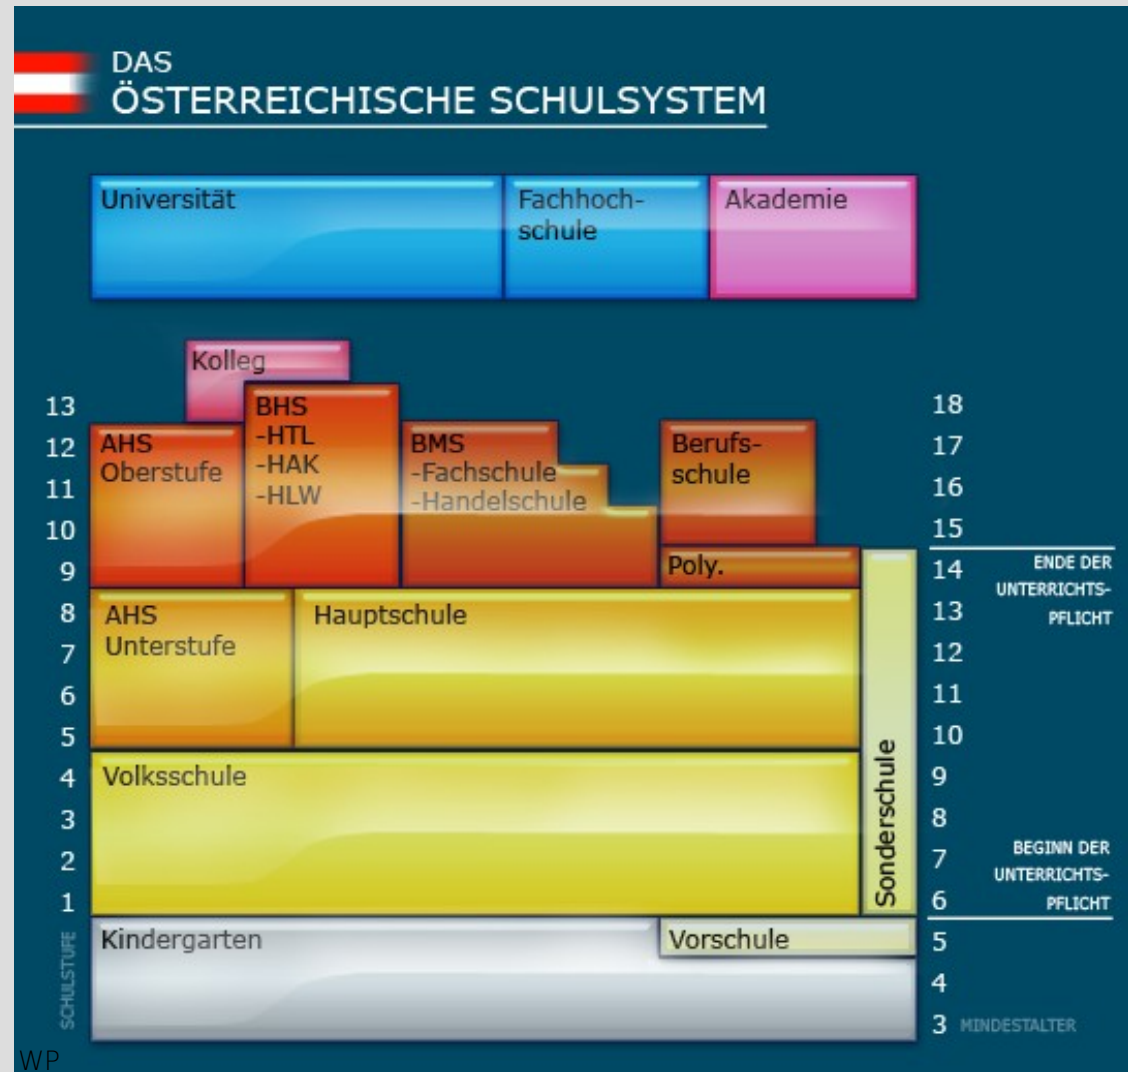 DAS
ÖSTERREICHISCHE SCHULSYSTEM
Universität
Fachhoch-
schule
Akademie
Kolleg
13
12
11
10
9
8
7
6
5
4
3
2
1
SCHULSTUFE
AHS
Oberstufe
BHS
-HTL
-HAK
-HLW
BMS
-Fachschule
-Handelschule
Berufs-
schule
Poly.
AHS
Unterstufe
Hauptschule
Volksschule
Sonderschule
Kindergarten
Vorschule
18
17
16
15
14
13
12
11
10
9
8
7
6
5
4
3 MINDESTALTER
ENDE DER
UNTERRICHTS-
PFLICHT
BEGINN DER
UNTERRICHTS-
PFLICHT
WP